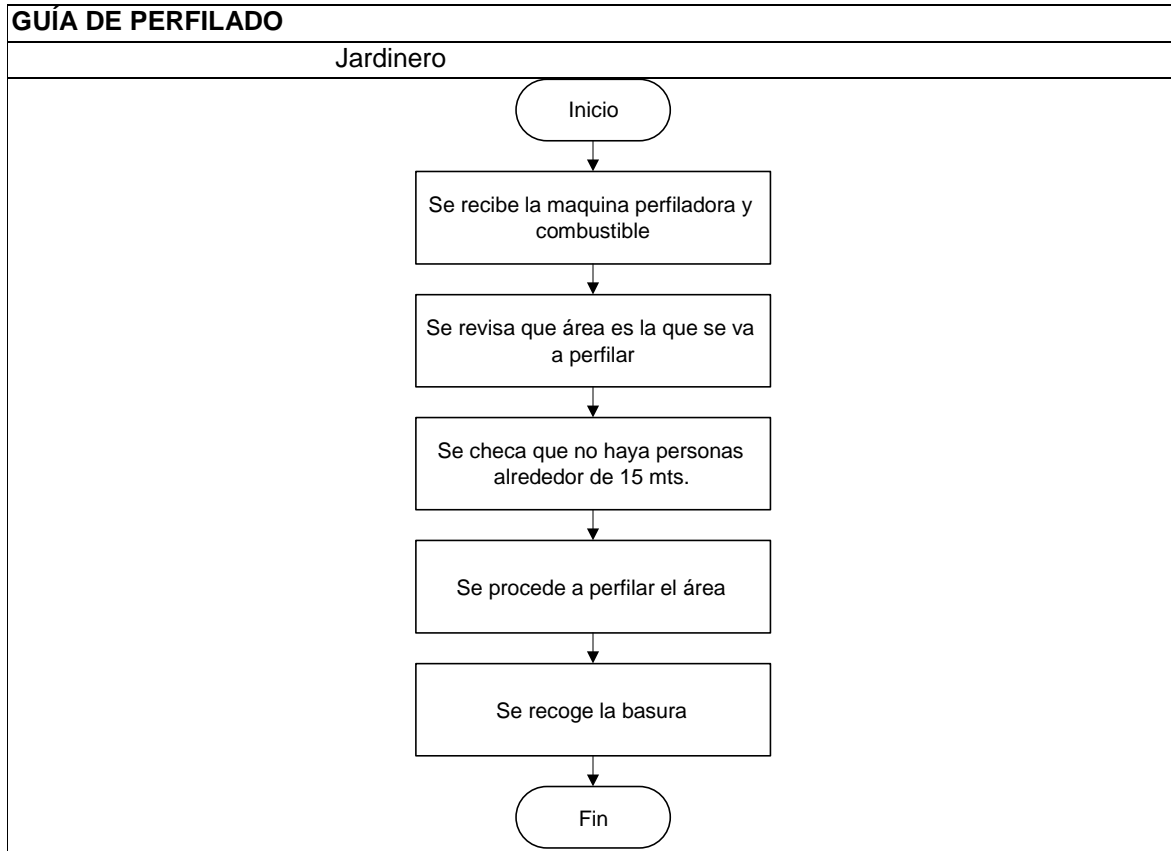 GUÍA DE PERFILADO
Jardinero
Inicio
Se recibe la maquina perfiladora y
combustible
Se revisa que área es la que se va
a perfilar
Se checa que no haya personas
alrededor de 15 mts.
Se procede a perfilar el área
Se recoge la basura
Fin